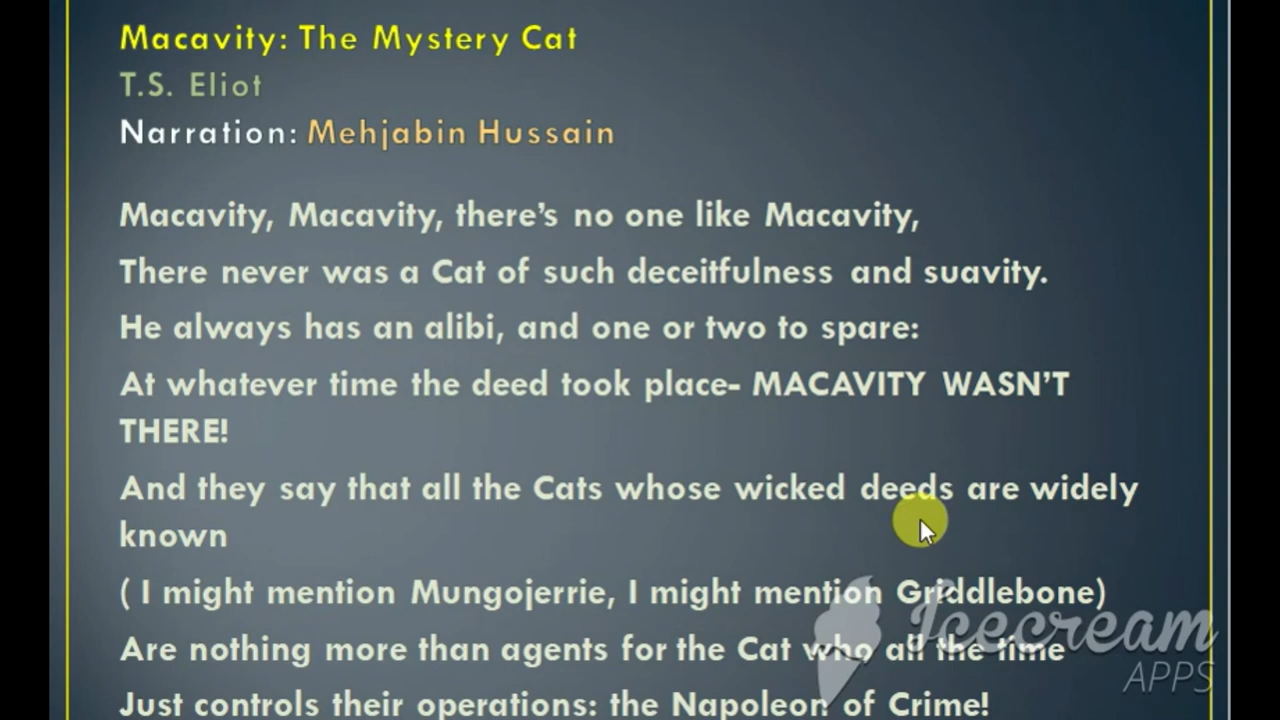 Macavity: The Mystery Cat
T.S. Eliot
Narration: Mehjabin Hussain
Macavity, Macavity, there's no one like Macavity,
There never was a Cat of such deceitfulness and suavity.
He always has an alibi, and one or two to spare:
At whatever time the deed took place- MACAVITY WASN'T
THERE!
And they say that all the Cats whose wicked deeds are widely
known
( I might mention Mungojerrie, I might mention Griddlebone)
Are nothing more than agents for the Cat who all the time
Just controls their operations: the Napoleon of Crime!
Icecream
APPS